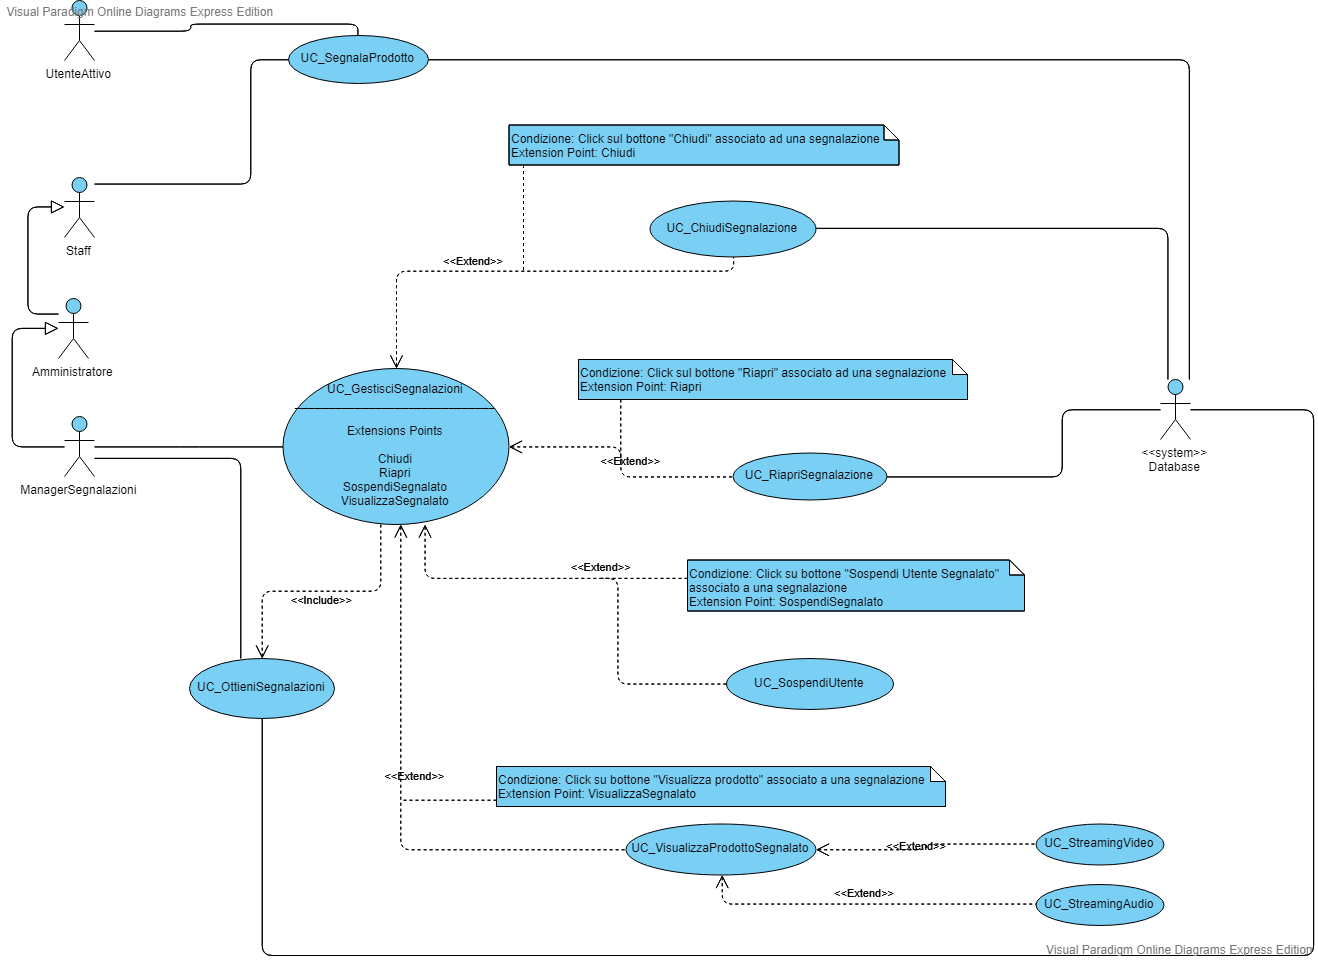 Visual Paradigm Online Diagrams Express Edition
UtenteAttivo
UC_SegnalaProdotto
Condizione: Click sul bottone "Chiudi" associato ad una segnalazione
Extension Point: Chiudi
Staff
UC_ChiudiSegnalazione
<<Extend>>
Amministratore
UC_GestisciSegnalazioni
Extensions Points
Chiudi
Riapri
SospendiSegnalato
VisualizzaSegnalato
Condizione: Click sul bottone "Riapri" associato ad una segnalazione
Extension Point: Riapri
<<Extend>>
UC_RiapriSegnalazione
<<system>>
Database
ManagerSegnalazioni
<<Extend>>
Condizione: Click su bottone "Sospendi Utente Segnalato"
associato a una segnalazione
Extension Point: SospendiSegnalato
<<Include>>
UC_OttieniSegnalazioni
UC_SospendiUtente
<<Extend>>
Condizione: Click su bottone "Visualizza prodotto" associato a una segnalazione
Extension Point: VisualizzaSegnalato
UC_VisualizzaProdottoSegnalato
<<Extend>>
UC_StreamingVideo
<<Extend>>
UC_StreamingAudio
Visual Paradigm Online Diagrams Express Edition